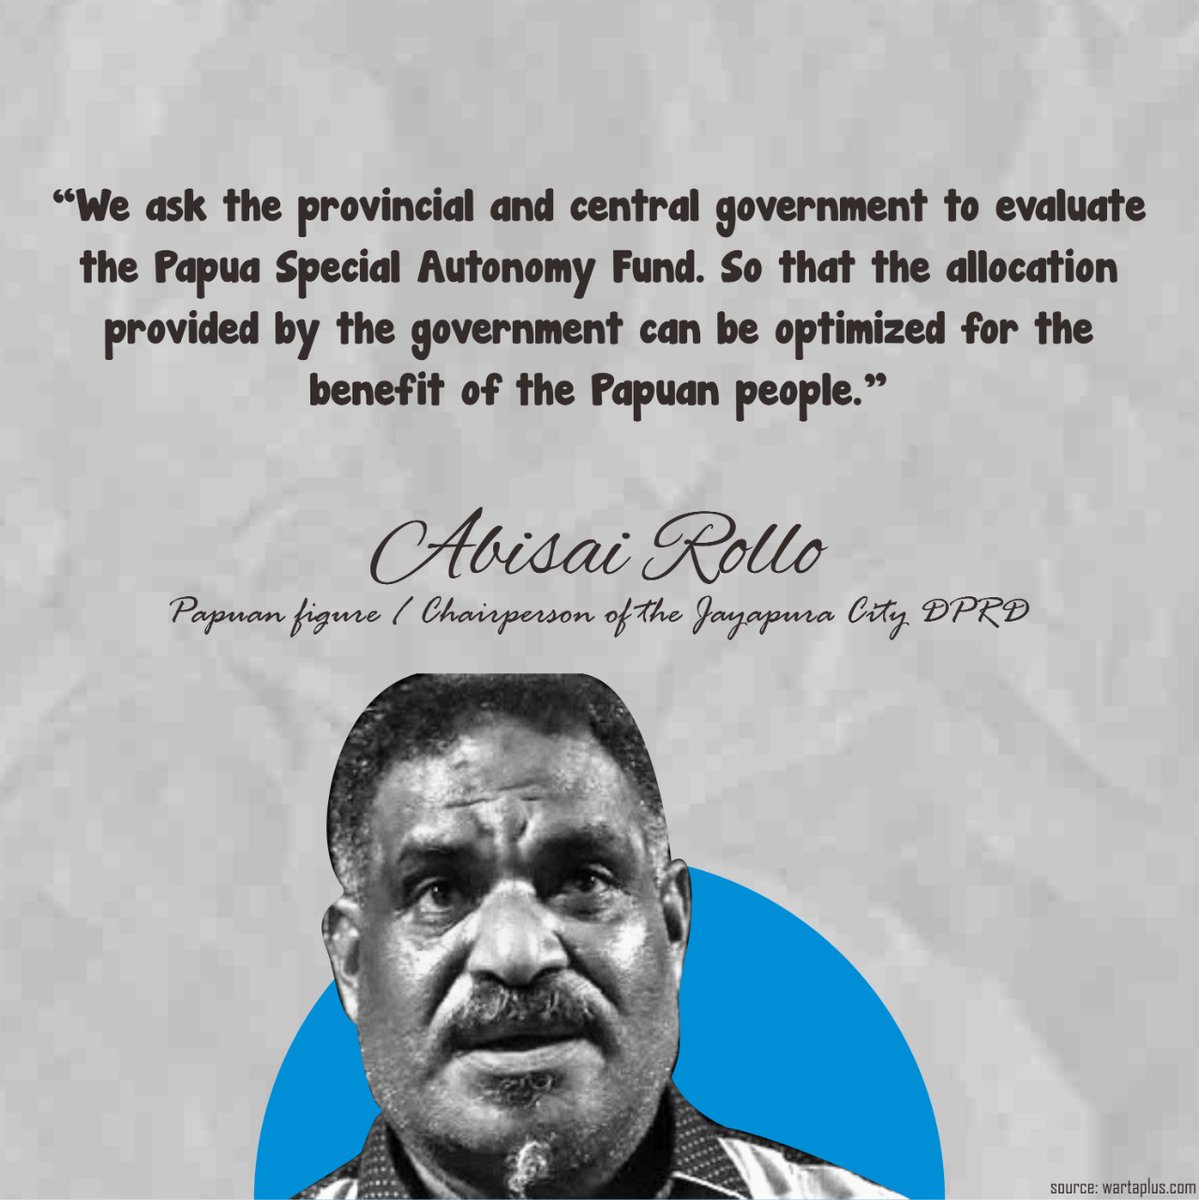 “We ask the provincial and central government to evaluate
the Papua Special Autonomy Fund. So that the allocation
provided by the government can be optimized for the
benefit of the Papuan people.”
Abisai Rollo
Papuan figure / Chairperson of the Jayapura City DPRD
source: wartaplus.com